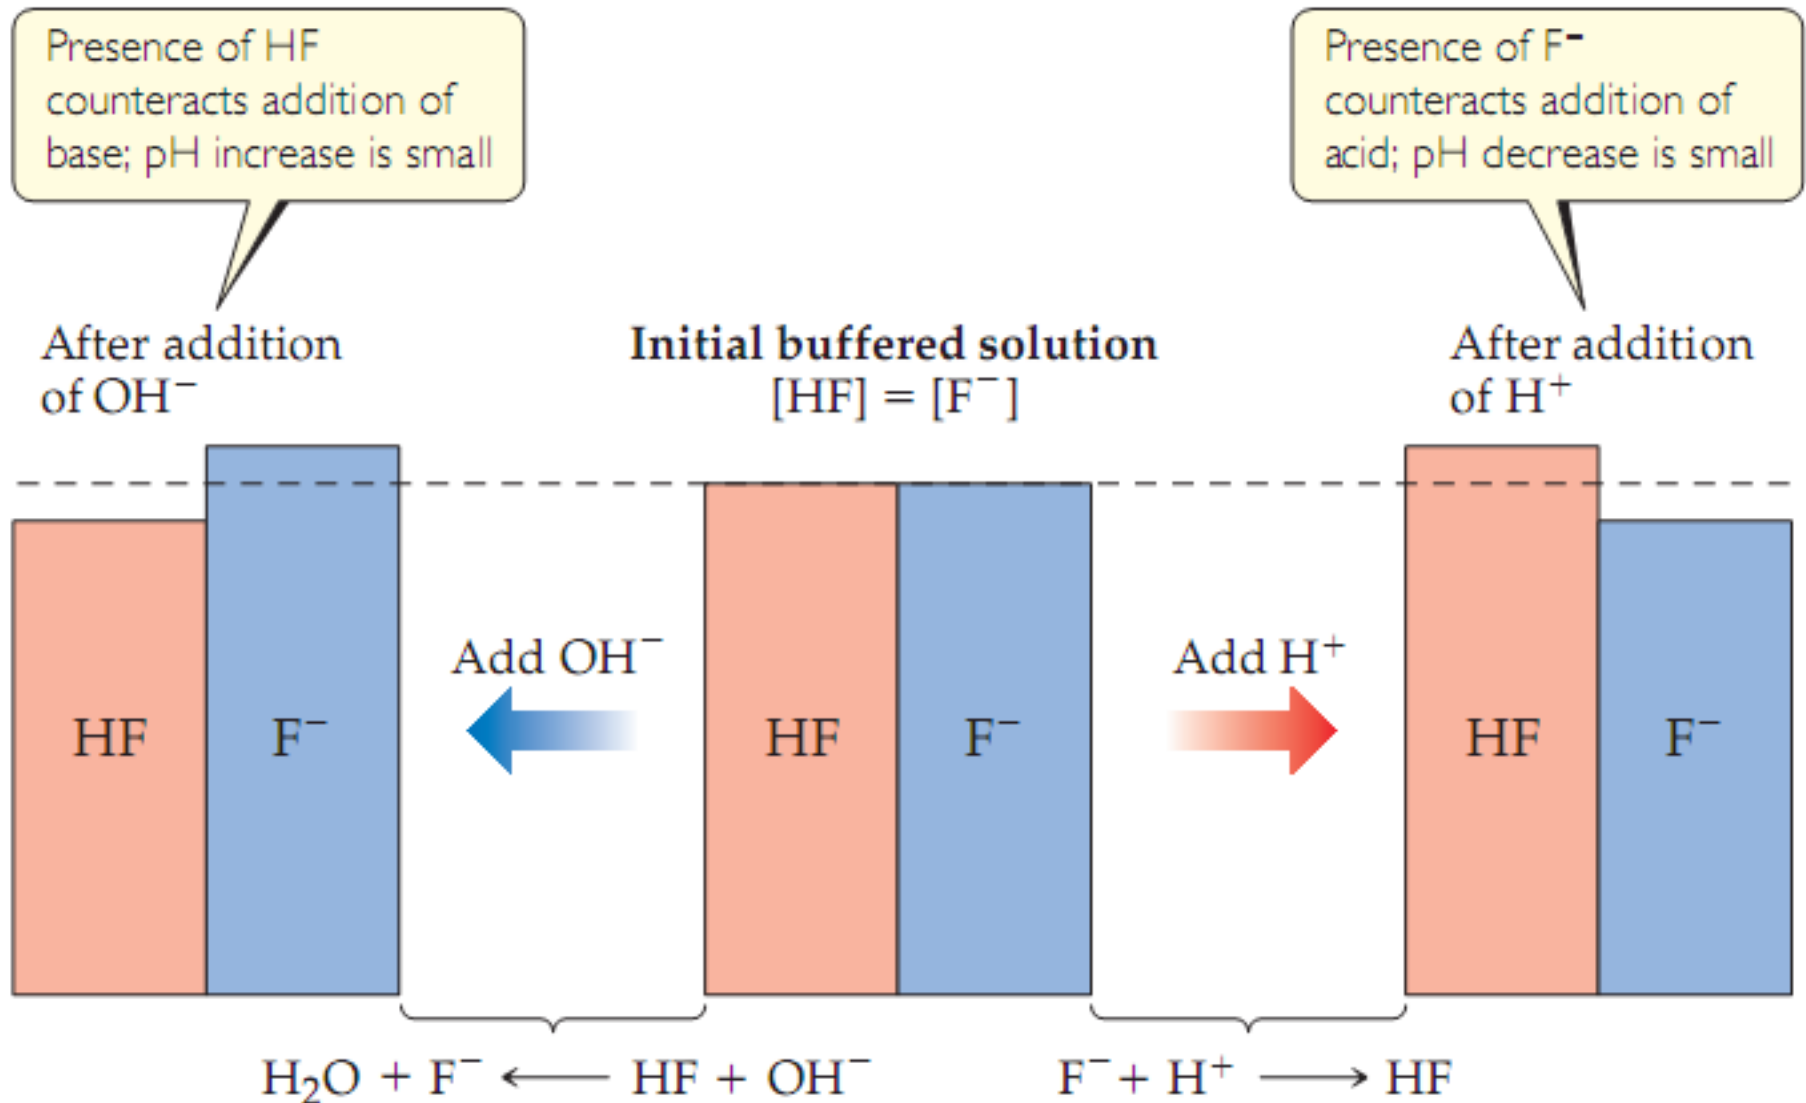 Presence of HF
counteracts addition of
base; pH increase is small
Presence of F⁻
counteracts addition of
acid; pH decrease is small
After addition
of OH⁻
Initial buffered solution
[HF] = [F⁻]
After addition
of H⁺
Add OH⁻
Add H⁺
HF
F⁻
HF
F⁻
HF
F⁻
H₂O + F⁻ ⟵ HF + OH⁻
F⁻ + H⁺ ⟶ HF